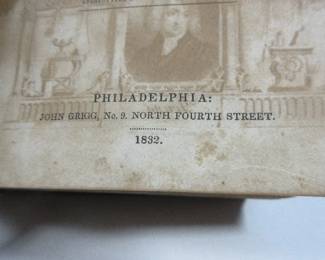 PHILADELPHIA:
JOHN GRIGG, No. 9. NORTH FOURTH STREET.
1832.